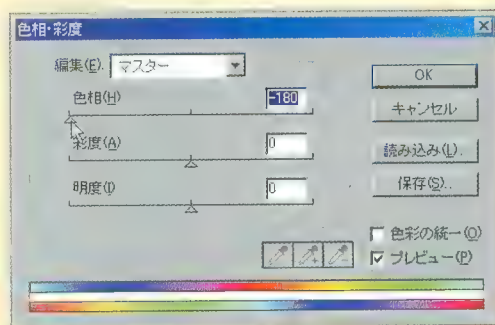 色相・彩度
編集(E): マスター
色相(H) -180
彩度(A) 0
明度(I) 0
OK
キャンセル
読み込み(L)...
保存(S)...
色彩の統一(O)
プレビュー(P)